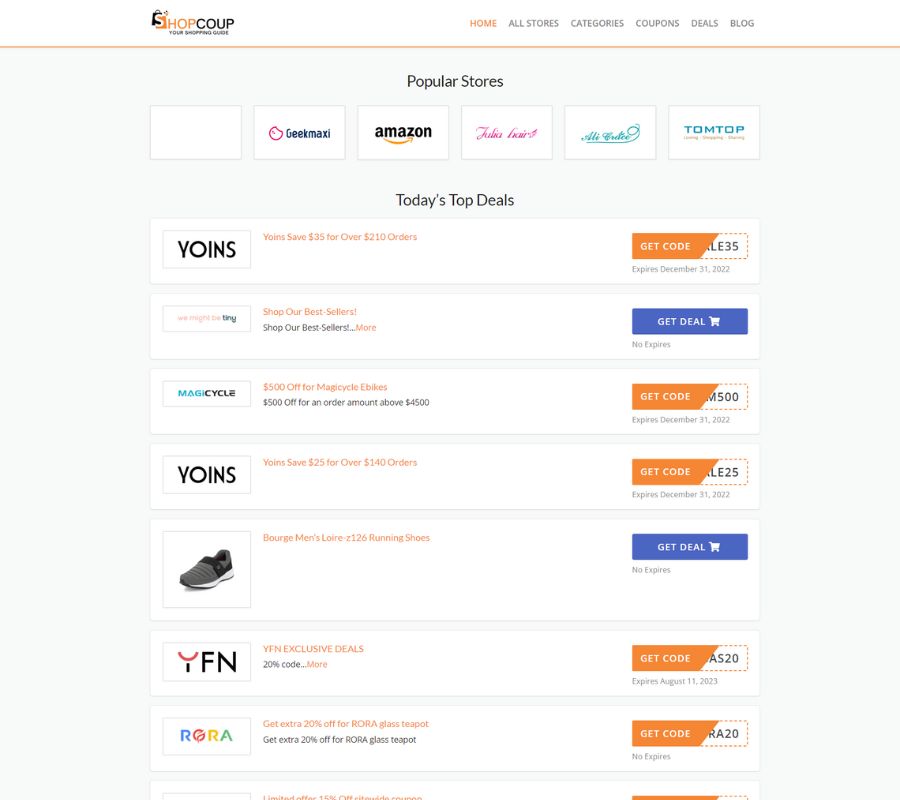 SHOPCOUP
YOUR SHOPPING GUIDE
HOME ALL STORES CATEGORIES COUPONS DEALS BLOG
Popular Stores
Geekmaxi amazon Julia hair TOMTOP
Living · Shopping · Sharing
Today's Top Deals
YOINS
Yoins Save $35 for Over $210 Orders
GET CODE LE35
Expires December 31, 2022
we might be tiny
Shop Our Best-Sellers!
Shop Our Best-Sellers!...More
GET DEAL
No Expires
MAGICYCLE
$500 Off for Magicycle Ebikes
$500 Off for an order amount above $4500
GET CODE M500
Expires December 31, 2022
YOINS
Yoins Save $25 for Over $140 Orders
GET CODE LE25
Expires December 31, 2022
Bourge Men's Loire-z126 Running Shoes
GET DEAL
No Expires
YFN
YFN EXCLUSIVE DEALS
20% code...More
GET CODE AS20
Expires August 11, 2023
RORA
Get extra 20% off for RORA glass teapot
Get extra 20% off for RORA glass teapot
GET CODE RA20
No Expires
Limited offer 15% Off sitewide coupon